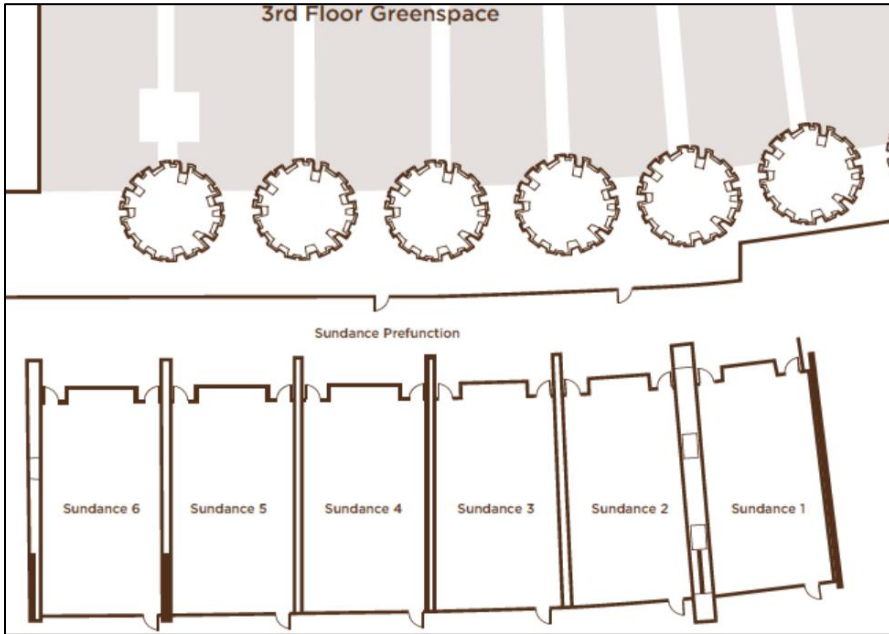 3rd Floor Greenspace
Sundance Prefunction
Sundance 6
Sundance 5
Sundance 4
Sundance 3
Sundance 2
Sundance 1